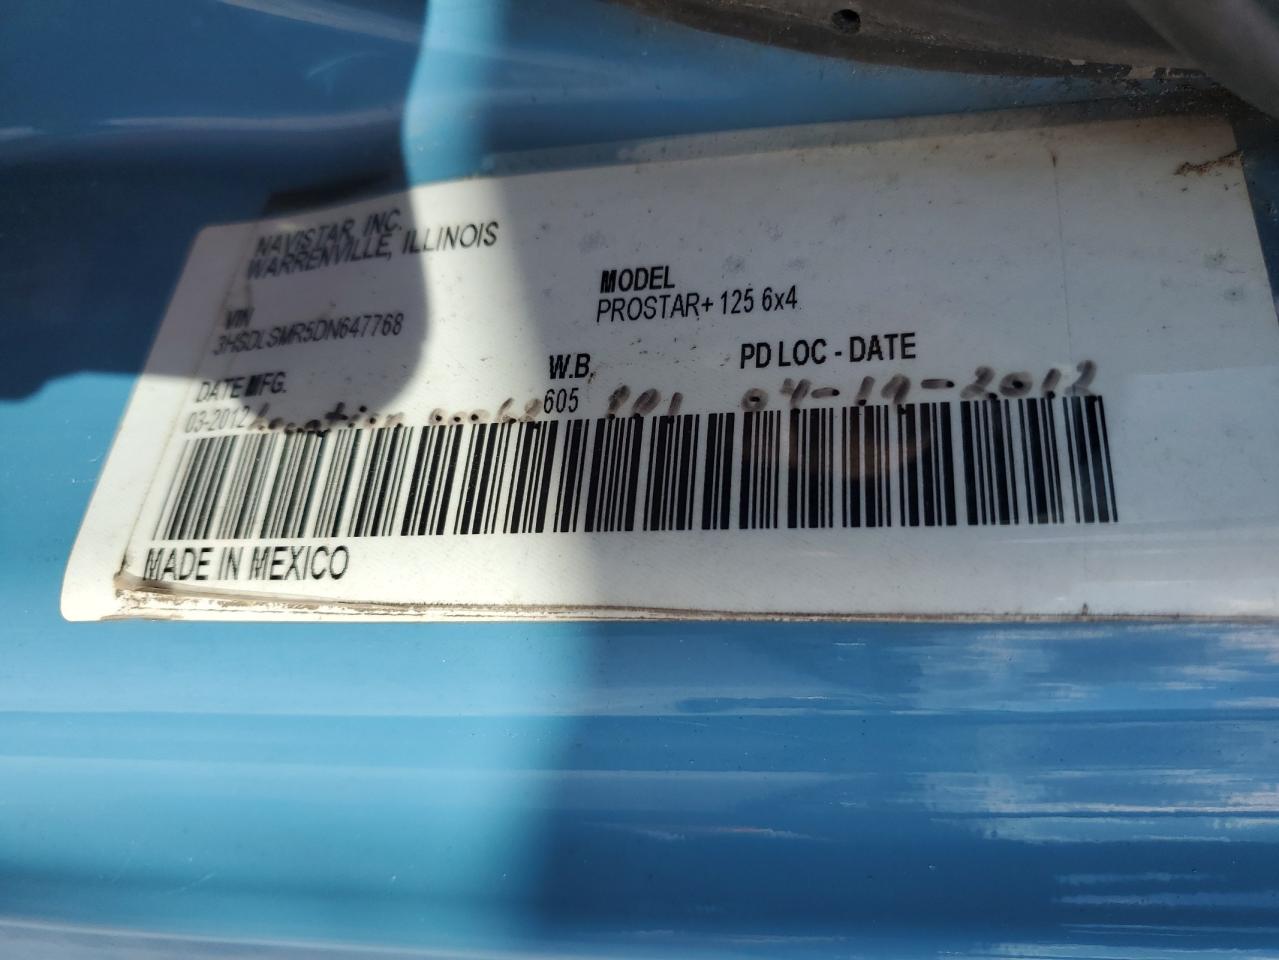 NAVISTAR, INC.
WARRENVILLE, ILLINOIS
VIN
3HSDLSMR5DN647768
MODEL
PROSTAR+ 125 6x4
DATE MFG.
03-2012
W.B.
605
PD LOC - DATE
04-19-2012
MADE IN MEXICO